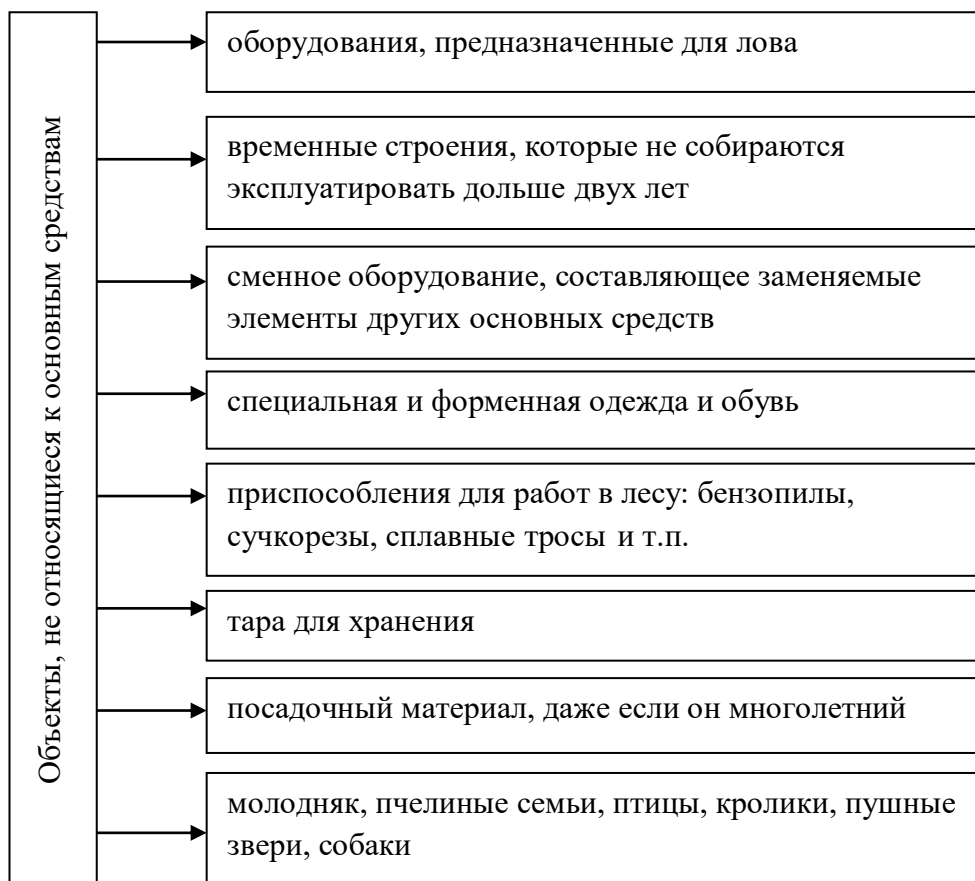 Объекты, не относящиеся к основным средствам
оборудования, предназначенные для лова
временные строения, которые не собираются
эксплуатировать дольше двух лет
сменное оборудование, составляющее заменяемые
элементы других основных средств
специальная и форменная одежда и обувь
приспособления для работ в лесу: бензопилы,
сучкорезы, сплавные тросы и т.п.
тара для хранения
посадочный материал, даже если он многолетний
молодняк, пчелиные семьи, птицы, кролики, пушные
звери, собаки